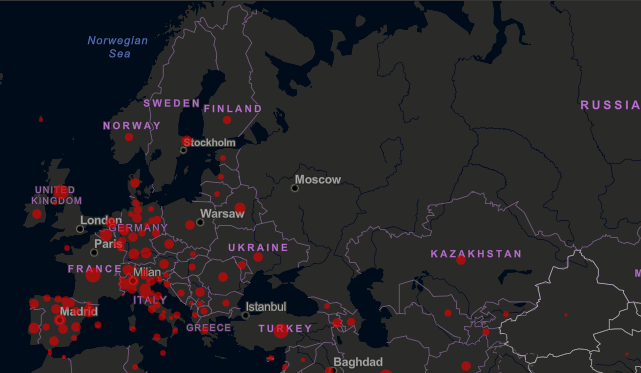 Norwegian
Sea
SWEDEN
FINLAND
RUSSIA
NORWAY
Stockholm
Moscow
UNITED
KINGDOM
London
Warsaw
GERMANY
Paris
UKRAINE
KAZAKHSTAN
FRANCE
Milan
M
ITALY
Madrid
Istanbul
GREECE
TURKEY
Baghdad